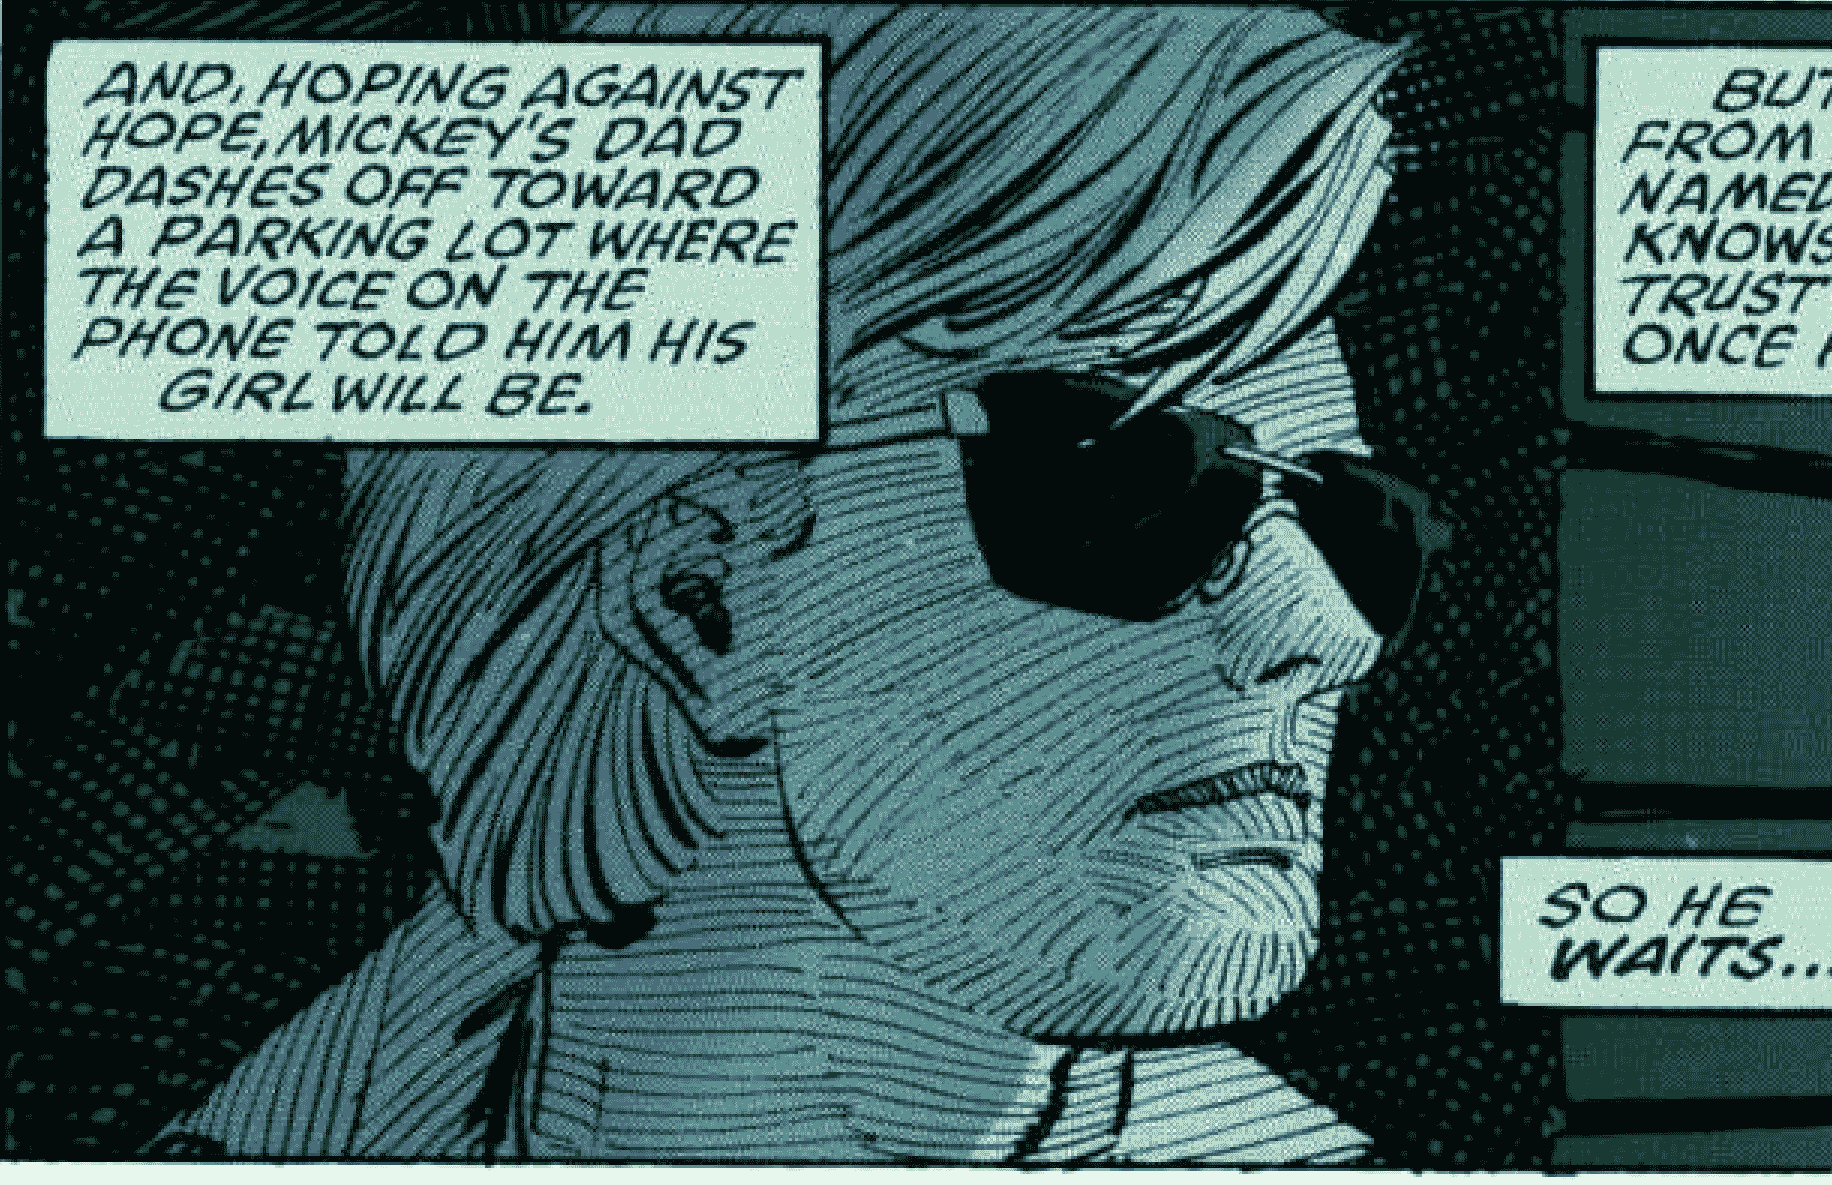 AND, HOPING AGAINST
HOPE, MICKEY'S DAD
DASHES OFF TOWARD
A PARKING LOT WHERE
THE VOICE ON THE
PHONE TOLD HIM HIS
GIRL WILL BE.
BUT
FROM
NAMED
KNOWS
TRUST
ONCE
SO HE
WAITS...